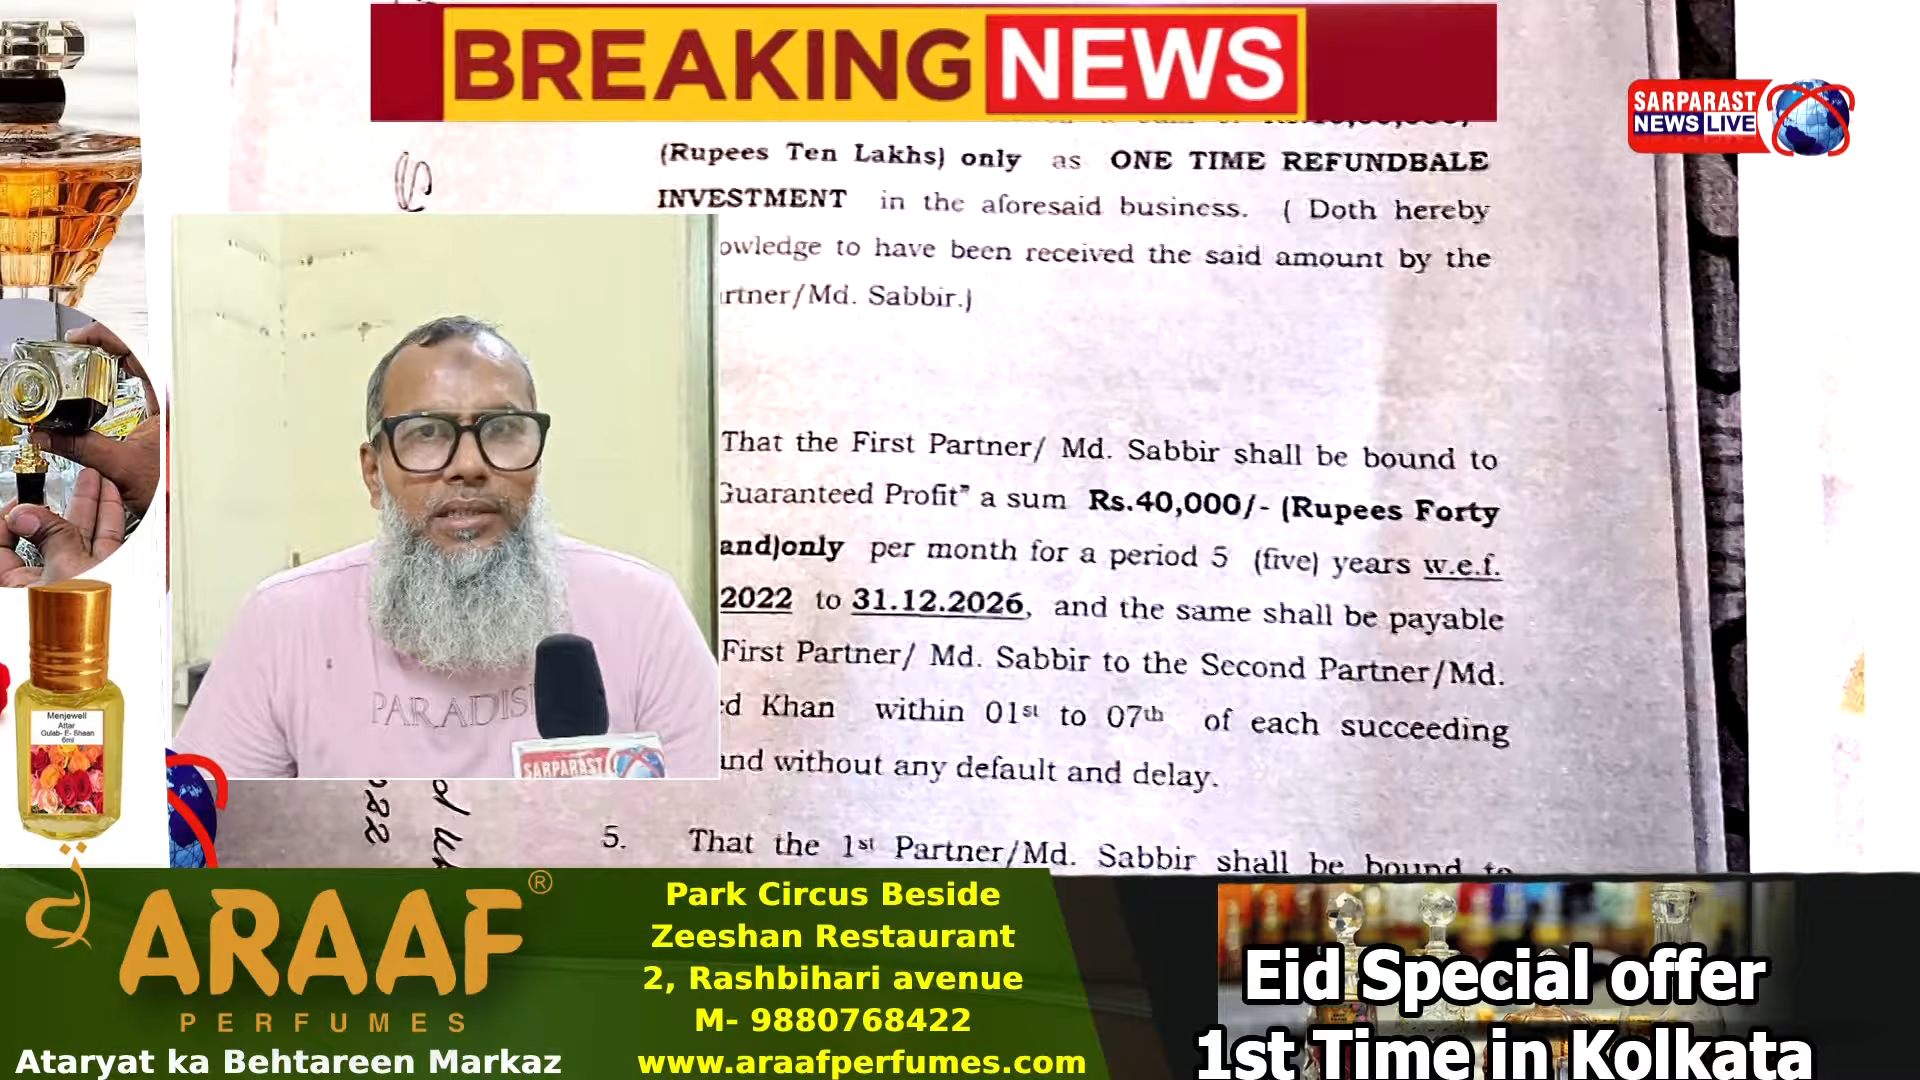 BREAKING NEWS
SARPARAST
NEWS LIVE
(Rupees Ten Lakhs) only as ONE TIME REFUNDBALE
INVESTMENT in the aforesaid business. ( Doth hereby
owledge to have been received the said amount by the
rtner/Md. Sabbir.)
That the First Partner/ Md. Sabbir shall be bound to
Guaranteed Profit" a sum Rs.40,000/- (Rupees Forty
and)only per month for a period 5 (five) years w.e.f.
2022 to 31.12.2026, and the same shall be payable
First Partner/ Md. Sabbir to the Second Partner/Md.
ed Khan within 01st to 07th of each succeeding
and without any default and delay.
5. That the 1st Partner/Md. Sabbir shall be bound to
PARADIS
SARPARAST
Menjewell
Attar
Gulab- E- Shaan
6ml
ARAAF®
PERFUMES
Ataryat ka Behtareen Markaz
Park Circus Beside
Zeeshan Restaurant
2, Rashbihari avenue
M- 9880768422
www.araafperfumes.com
Eid Special offer
1st Time in Kolkata